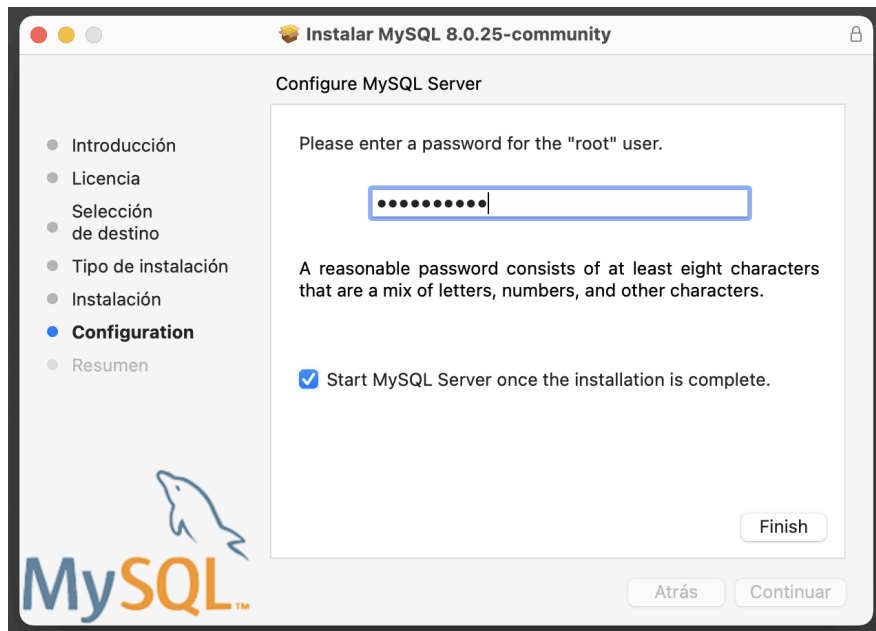 Instalar MySQL 8.0.25-community
Configure MySQL Server
Introducción
Licencia
Selección
de destino
Tipo de instalación
Instalación
Configuration
Resumen
Please enter a password for the "root" user.
••••••••••
A reasonable password consists of at least eight characters
that are a mix of letters, numbers, and other characters.
Start MySQL Server once the installation is complete.
Finish
MySQL™
Atrás
Continuar